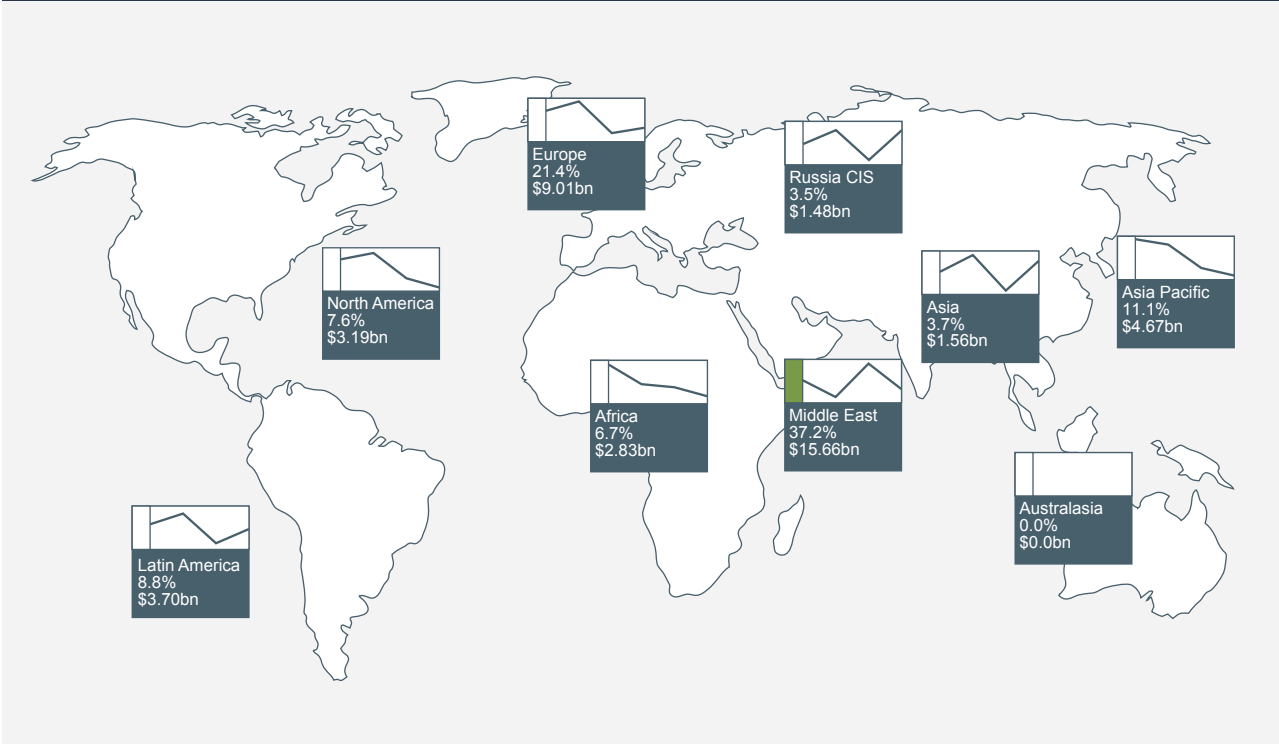 Europe
21.4%
$9.01bn
Russia CIS
3.5%
$1.48bn
North America
7.6%
$3.19bn
Asia
3.7%
$1.56bn
Asia Pacific
11.1%
$4.67bn
Africa
6.7%
$2.83bn
Middle East
37.2%
$15.66bn
Australasia
0.0%
$0.0bn
Latin America
8.8%
$3.70bn